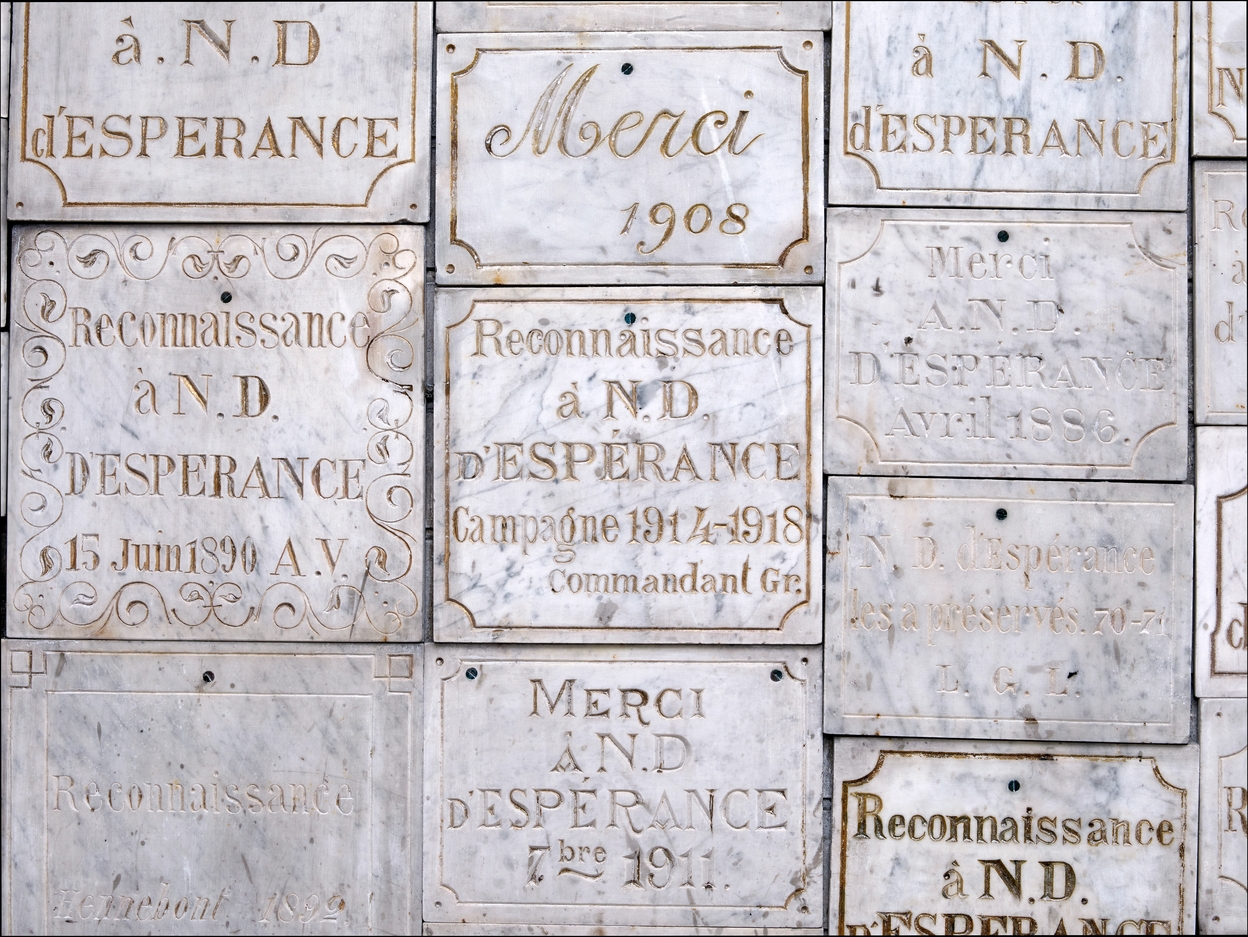 à.N.D
d'ESPERANCE
Reconnaissance
à N.D.
D'ESPERANCE
15 Juin 1890 A.V.
Reconnaissance
Hennebont 1892
Merci
1908
Reconnaissance
à N.D.
D'ESPÉRANCE
Campagne 1914-1918
Commandant Gr.
MERCI
À N.D
D'ESPÉRANCE
7bre 1911.
à N.D.
d'ESPERANCE
Merci
A.N.D.
D'ESPERANCE
Avril 1886.
N. D. d'Espérance
les a préservés. 70-71
L. G. L.
Reconnaissance
à N.D.
D'ESPERANCE